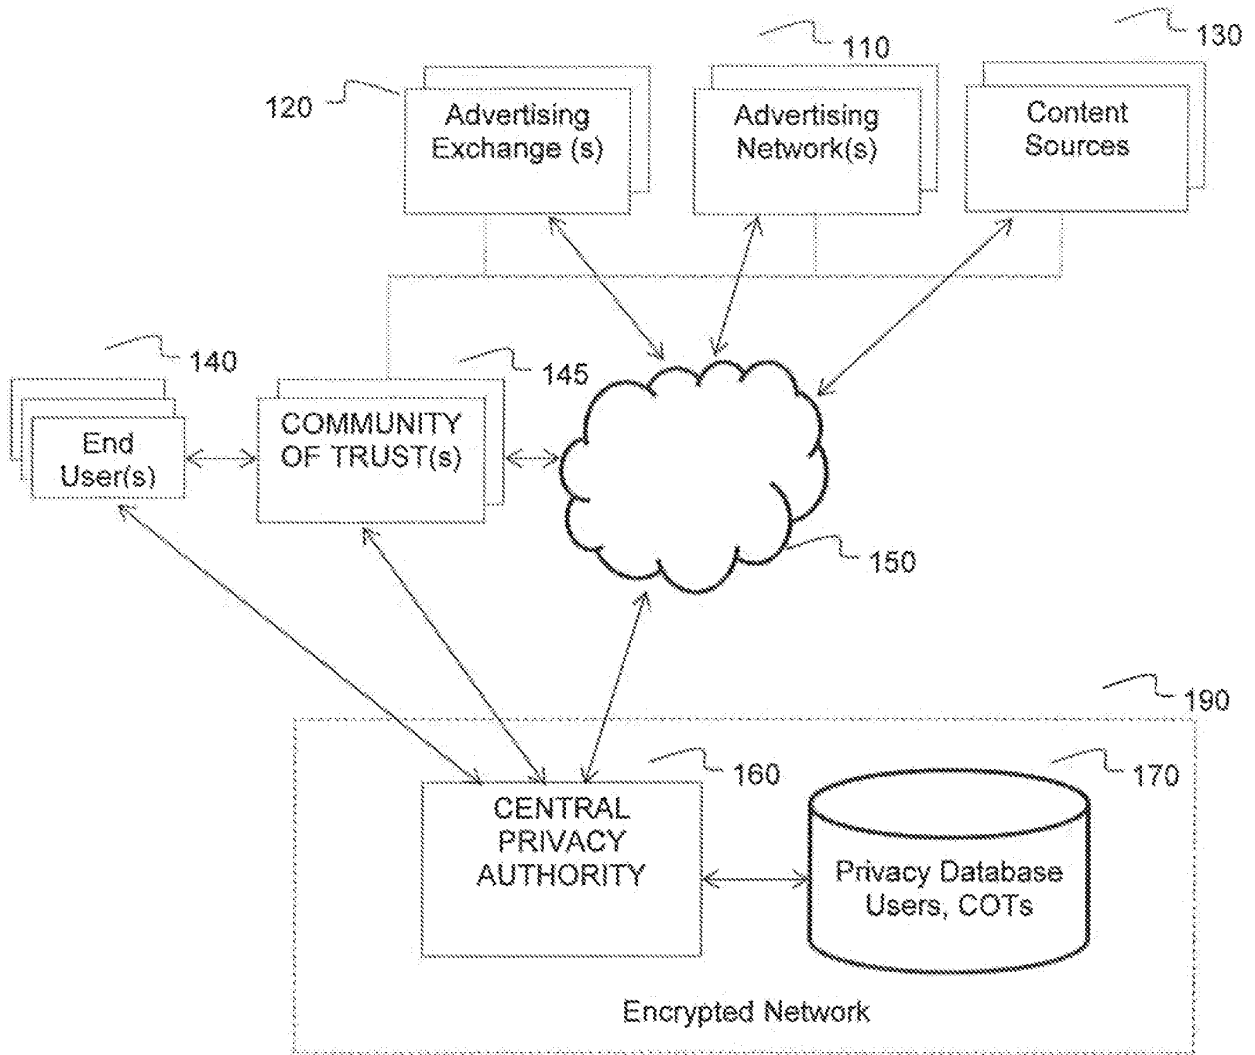 110
130
120
Advertising
Exchange (s)
Advertising
Network(s)
Content
Sources
140
145
End
User(s)
COMMUNITY
OF TRUST(s)
150
190
160
170
CENTRAL
PRIVACY
AUTHORITY
Privacy Database
Users, COTs
Encrypted Network